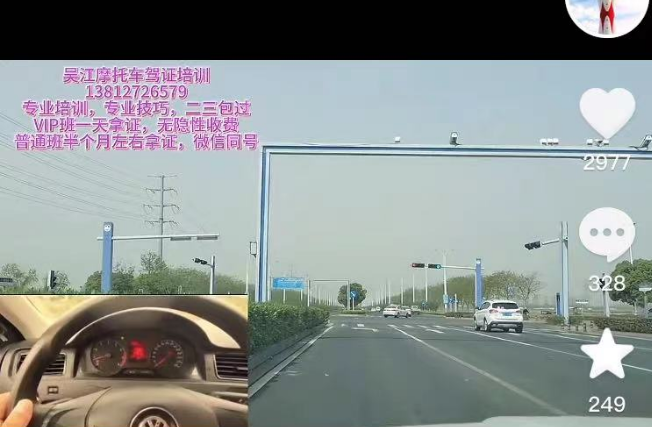 吴江摩托车驾证培训
13812726579
专业培训，专业技巧，二三包过
VIP班一天拿证，无隐性收费
普通班半个月左右拿证，微信同号
2977
328
249